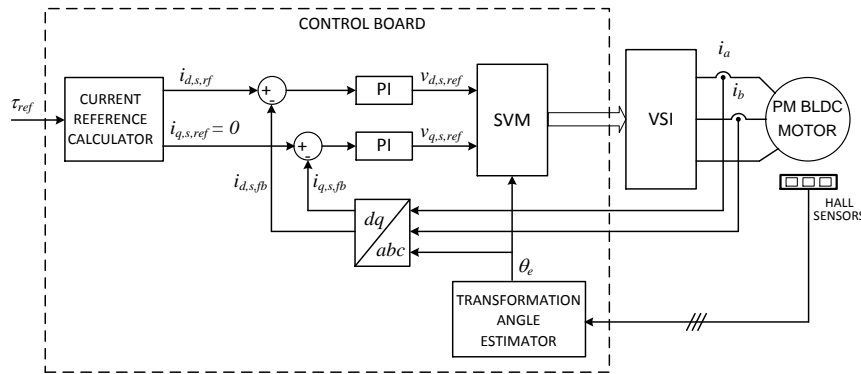 CONTROL BOARD
τref
CURRENT
REFERENCE
CALCULATOR
id,s,rf
iq,s,ref = 0
+
-
+
-
PI
PI
vd,s,ref
vq,s,ref
SVM
VSI
ia
ib
PM BLDC
MOTOR
HALL
SENSORS
id,s,fb
iq,s,fb
dq
abc
θe
TRANSFORMATION
ANGLE
ESTIMATOR